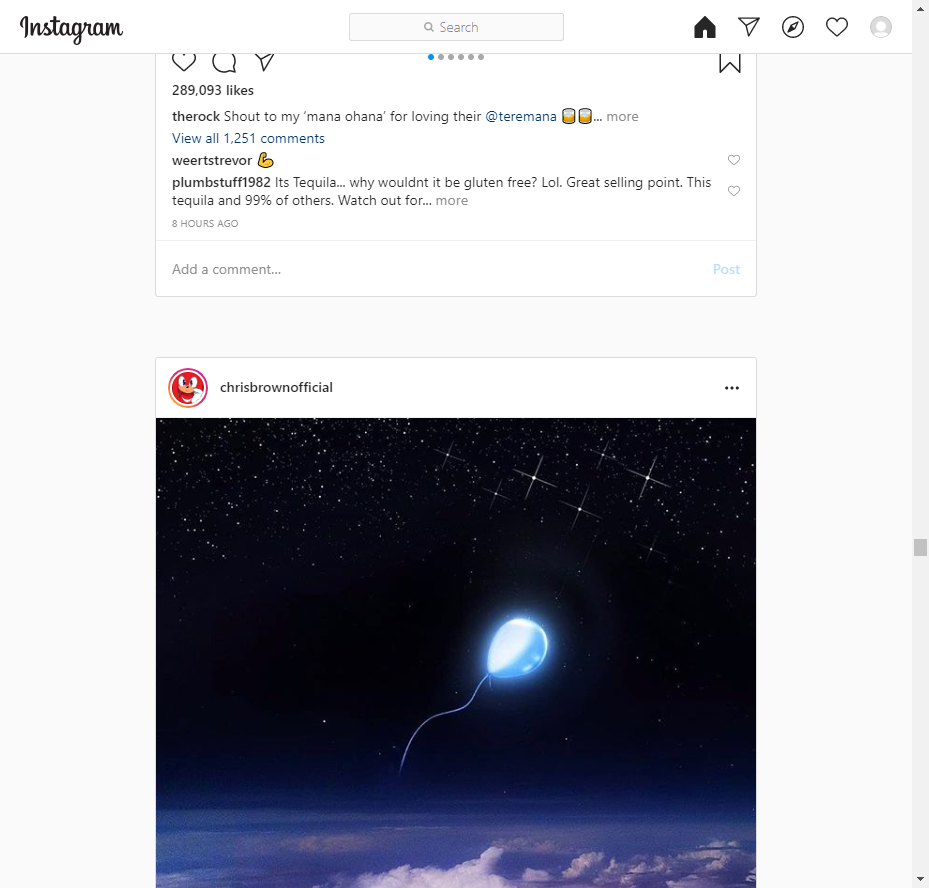 Instagram
Search
289,093 likes
therock Shout to my ‘mana ohana’ for loving their @teremana 🥃🥃... more
View all 1,251 comments
weertstrevor 💪
plumbstuff1982 Its Tequila... why wouldnt it be gluten free? Lol. Great selling point. This
tequila and 99% of others. Watch out for... more
8 HOURS AGO
Add a comment... Post
chrisbrownofficial